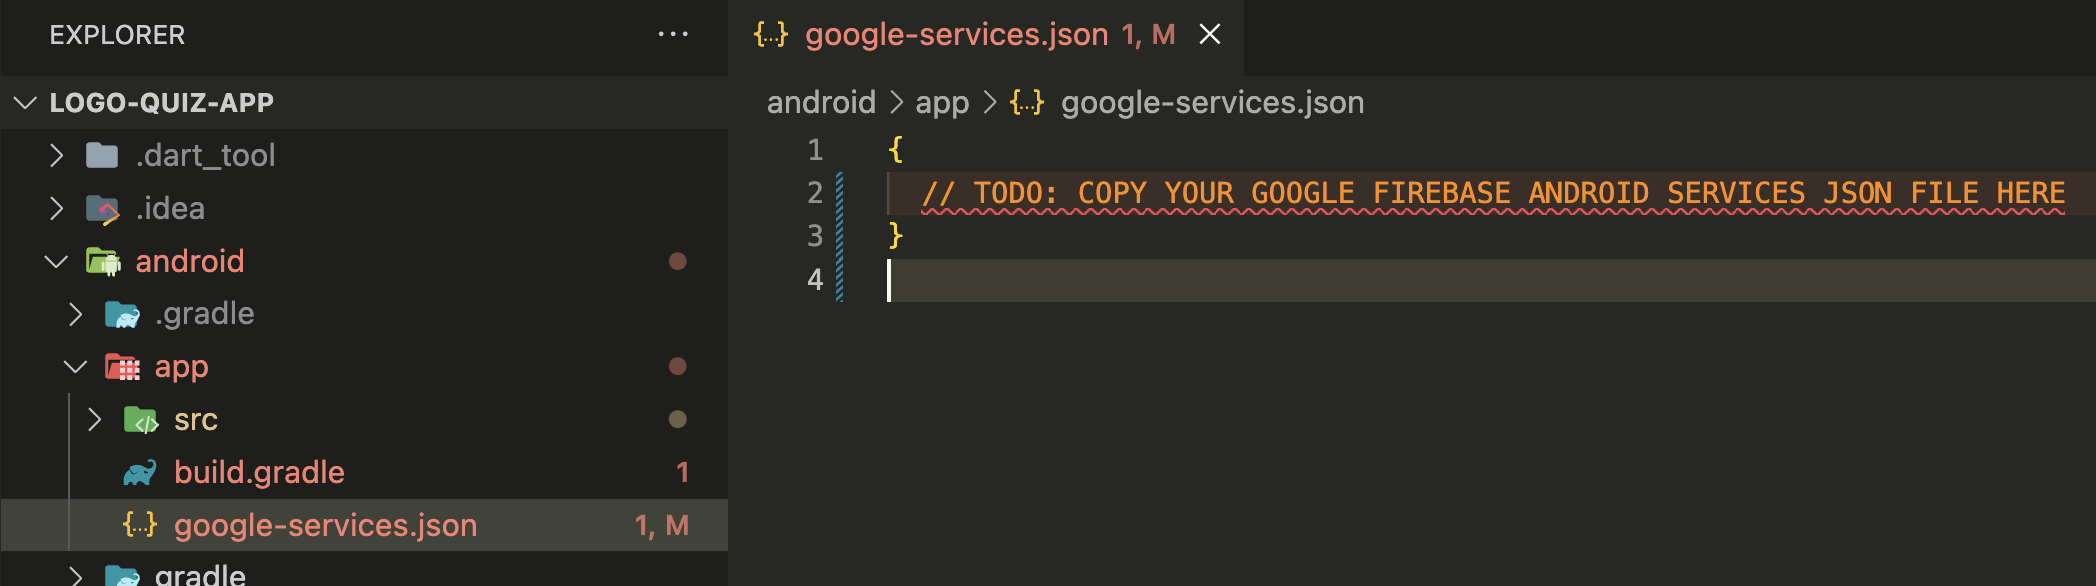 EXPLORER
LOGO-QUIZ-APP
.dart_tool
.idea
android
.gradle
app
src
build.gradle 1
google-services.json 1, M
gradle
google-services.json 1, M
android > app > {..} google-services.json
1 {
2 // TODO: COPY YOUR GOOGLE FIREBASE ANDROID SERVICES JSON FILE HERE
3 }
4